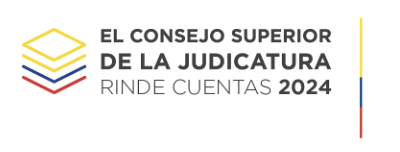 EL CONSEJO SUPERIOR
DE LA JUDICATURA
RINDE CUENTAS 2024